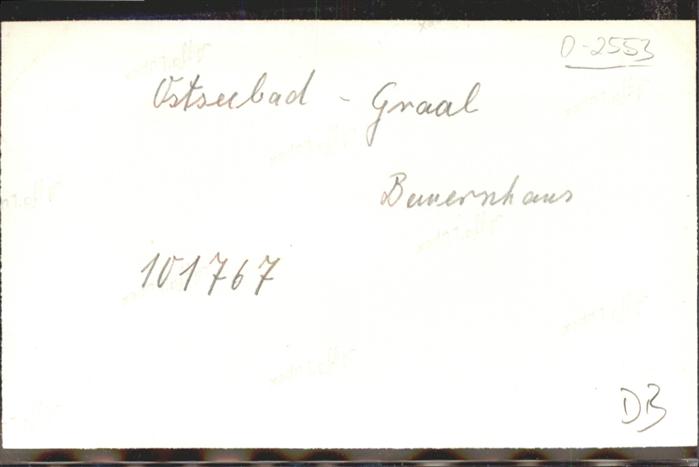 O-2553
Ostseebad - Graal
Bauernhaus
101767
DB